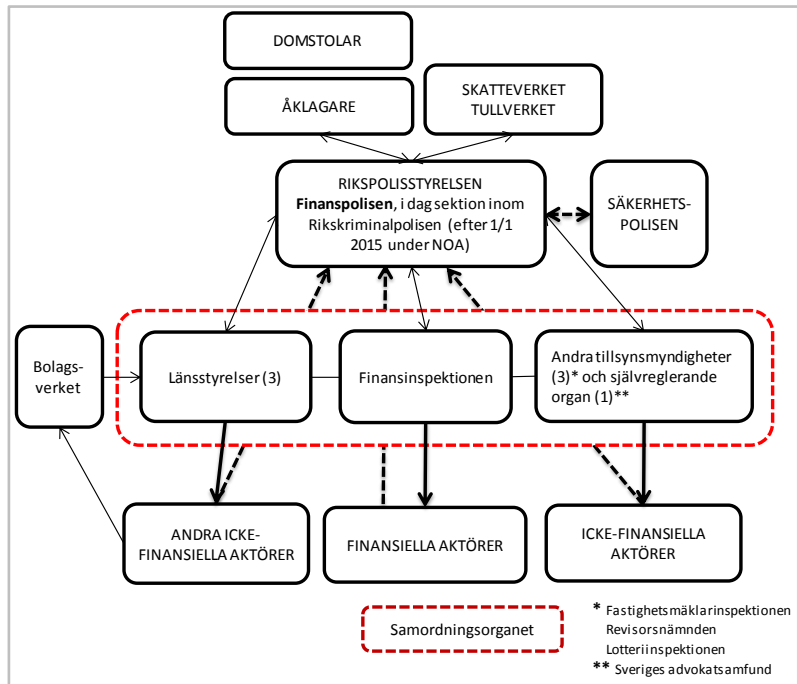 DOMSTOLAR
ÅKLAGARE
SKATTEVERKET
TULLVERKET
RIKSPOLISSTYRELSEN
Finanspolisen, i dag sektion inom
Rikskriminalpolisen (efter 1/1
2015 under NOA)
SÄKERHETS-
POLISEN
Bolags-
verket
Länsstyrelser (3)
Finansinspektionen
Andra tillsynsmyndigheter
(3)* och självreglerande
organ (1)**
ANDRA ICKE-
FINANSIELLA AKTÖRER
FINANSIELLA AKTÖRER
ICKE-FINANSIELLA
AKTÖRER
Samordningsorganet
* Fastighetsmäklarinspektionen
Revisorsnämnden
Lotteriinspektionen
** Sveriges advokatsamfund